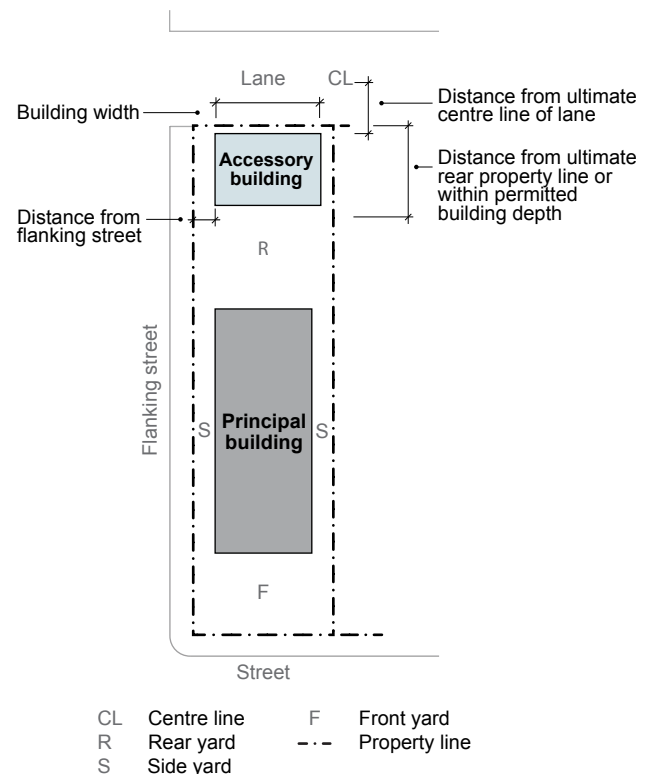 Lane
CL
Building width
Distance from ultimate
centre line of lane
Accessory
building
Distance from ultimate
rear property line or
within permitted
building depth
Distance from
flanking street
R
Flanking street
S
Principal
building
S
F
Street
CL Centre line F Front yard
R Rear yard Property line
S Side yard